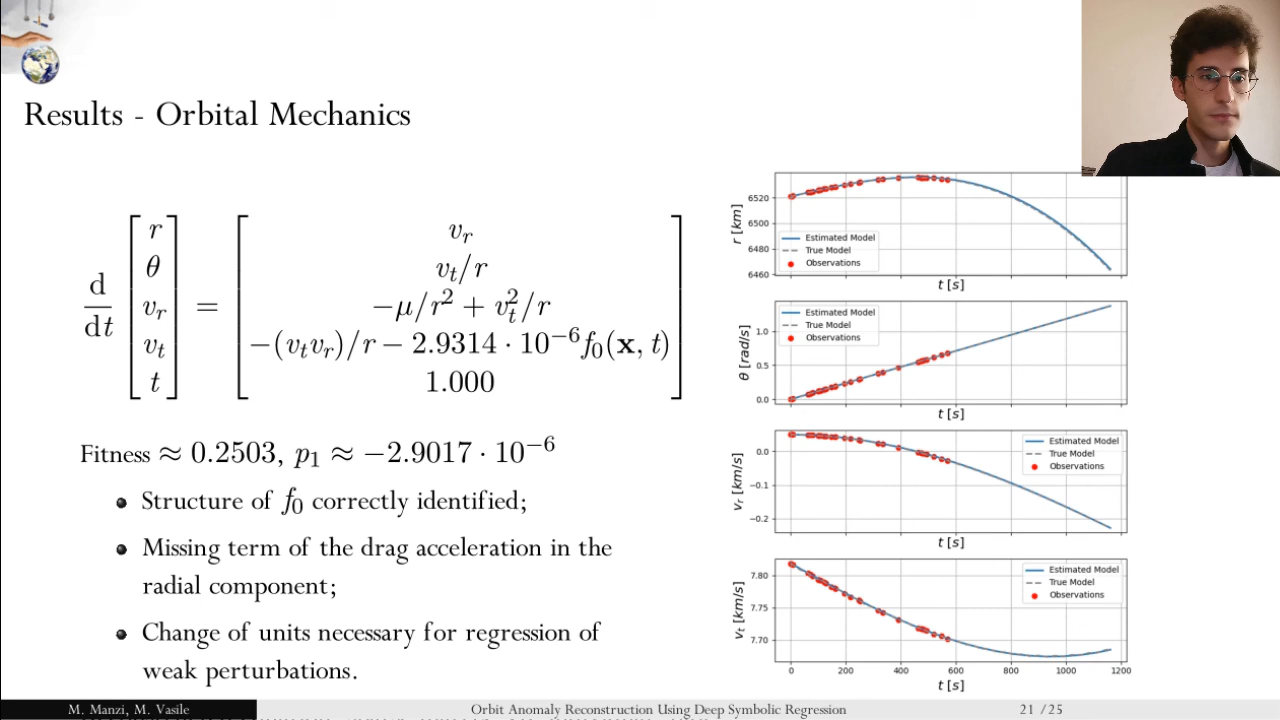 Results - Orbital Mechanics
d/dt [r θ v_r v_t t] = [v_r
v_t/r
−μ/r² + v_t²/r
−(v_t v_r)/r − 2.9314 · 10⁻⁶ f₀(x, t)
1.000]
Fitness ≈ 0.2503, p₁ ≈ −2.9017 · 10⁻⁶
Structure of f₀ correctly identified;
Missing term of the drag acceleration in the
radial component;
Change of units necessary for regression of
weak perturbations.
r [km]
6520
6500
6480
6460
Estimated Model
True Model
Observations
t [s]
θ [rad/s]
1.0
0.5
0.0
Estimated Model
True Model
Observations
t [s]
v_r [km/s]
0.0
−0.1
−0.2
Estimated Model
True Model
Observations
t [s]
v_t [km/s]
7.80
7.75
7.70
Estimated Model
True Model
Observations
0 200 400 600 800 1000 1200
t [s]
M. Manzi, M. Vasile Orbit Anomaly Reconstruction Using Deep Symbolic Regression 21 / 25